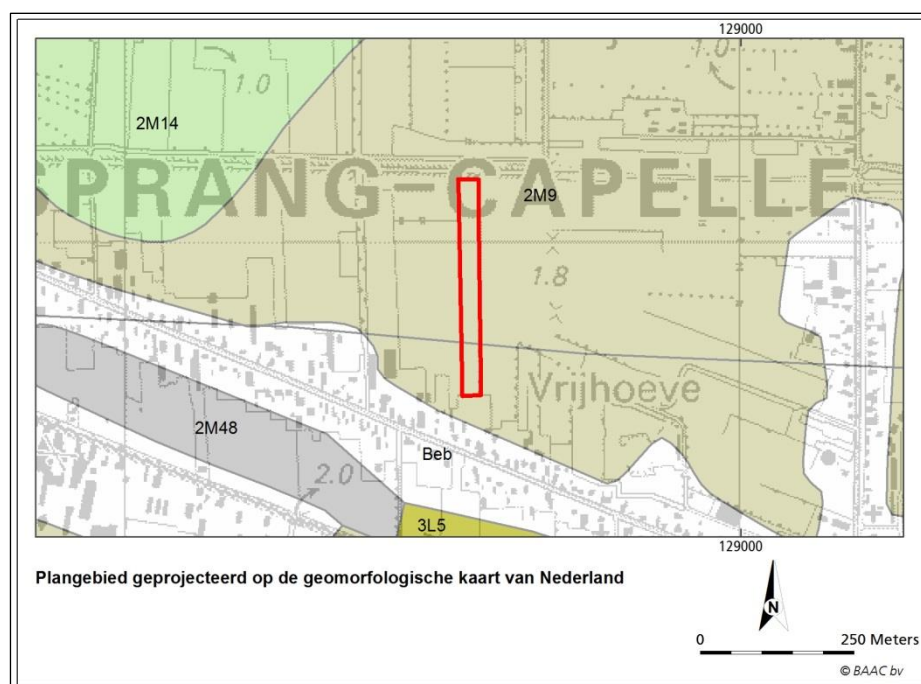 129000
1.0
1.0
2M14
SPRANG-CAPELLE
2M9
1.8
Vrijhoeve
2M48
Beb
2.0
3L5
129000
Plangebied geprojecteerd op de geomorfologische kaart van Nederland
N
0 250 Meters
© BAAC bv